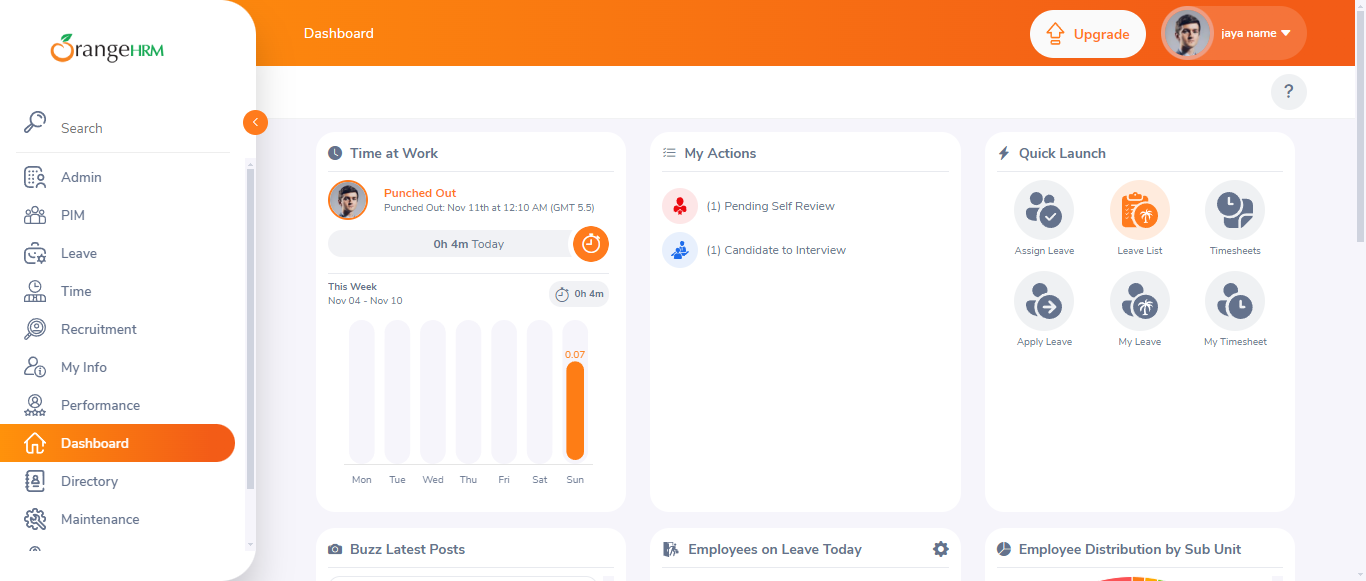 OrangeHRM
Dashboard
Upgrade
jaya name
?
Search
Admin
PIM
Leave
Time
Recruitment
My Info
Performance
Dashboard
Directory
Maintenance
Time at Work
Punched Out
Punched Out: Nov 11th at 12:10 AM (GMT 5.5)
0h 4m Today
This Week
Nov 04 - Nov 10
0h 4m
0.07
Mon Tue Wed Thu Fri Sat Sun
My Actions
(1) Pending Self Review
(1) Candidate to Interview
Quick Launch
Assign Leave Leave List Timesheets
Apply Leave My Leave My Timesheet
Buzz Latest Posts
Employees on Leave Today
Employee Distribution by Sub Unit